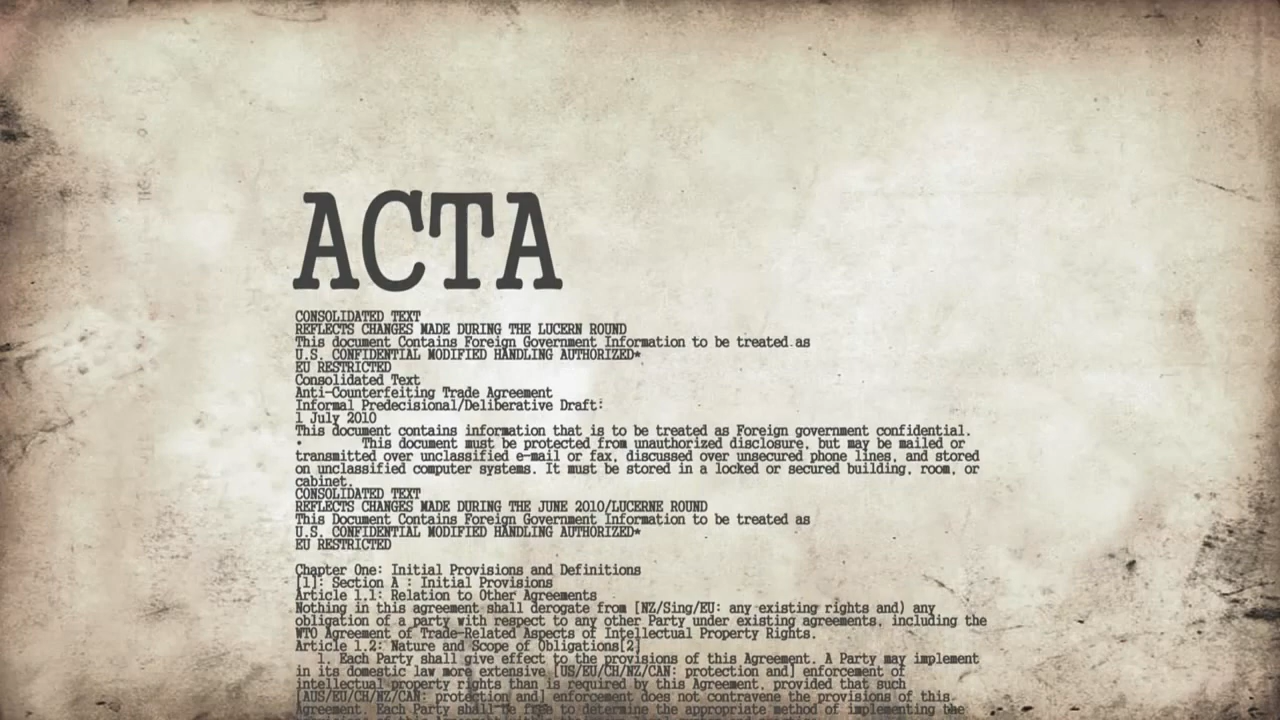 ACTA
CONSOLIDATED TEXT
REFLECTS CHANGES MADE DURING THE LUCERN ROUND
This document Contains Foreign Government Information to be treated as
U.S. CONFIDENTIAL MODIFIED HANDLING AUTHORIZED*
EU RESTRICTED
Consolidated Text
Anti-Counterfeiting Trade Agreement
Informal Predecisional/Deliberative Draft:
1 July 2010
This document contains information that is to be treated as Foreign government confidential.
•	This document must be protected from unauthorized disclosure, but may be mailed or
transmitted over unclassified e-mail or fax, discussed over unsecured phone lines, and stored
on unclassified computer systems. It must be stored in a locked or secured building, room, or
cabinet.
CONSOLIDATED TEXT
REFLECTS CHANGES MADE DURING THE JUNE 2010/LUCERNE ROUND
This Document Contains Foreign Government Information to be treated as
U.S. CONFIDENTIAL MODIFIED HANDLING AUTHORIZED*
EU RESTRICTED
Chapter One: Initial Provisions and Definitions
[1]: Section A : Initial Provisions
Article 1.1: Relation to Other Agreements
Nothing in this agreement shall derogate from [NZ/Sing/EU: any existing rights and) any
obligation of a party with respect to any other Party under existing agreements, including the
WTO Agreement of Trade-Related Aspects of Intellectual Property Rights.
Article 1.2: Nature and Scope of Obligations[2]
1. Each Party shall give effect to the provisions of this Agreement. A Party may implement
in its domestic law more extensive [US/EU/CH/NZ/CAN: protection and] enforcement of
intellectual property rights than is required by this Agreement, provided that such
[AUS/EU/CH/NZ/CAN: protection and] enforcement does not contravene the provisions of this
Agreement. Each Party shall be free to determine the appropriate method of implementing the